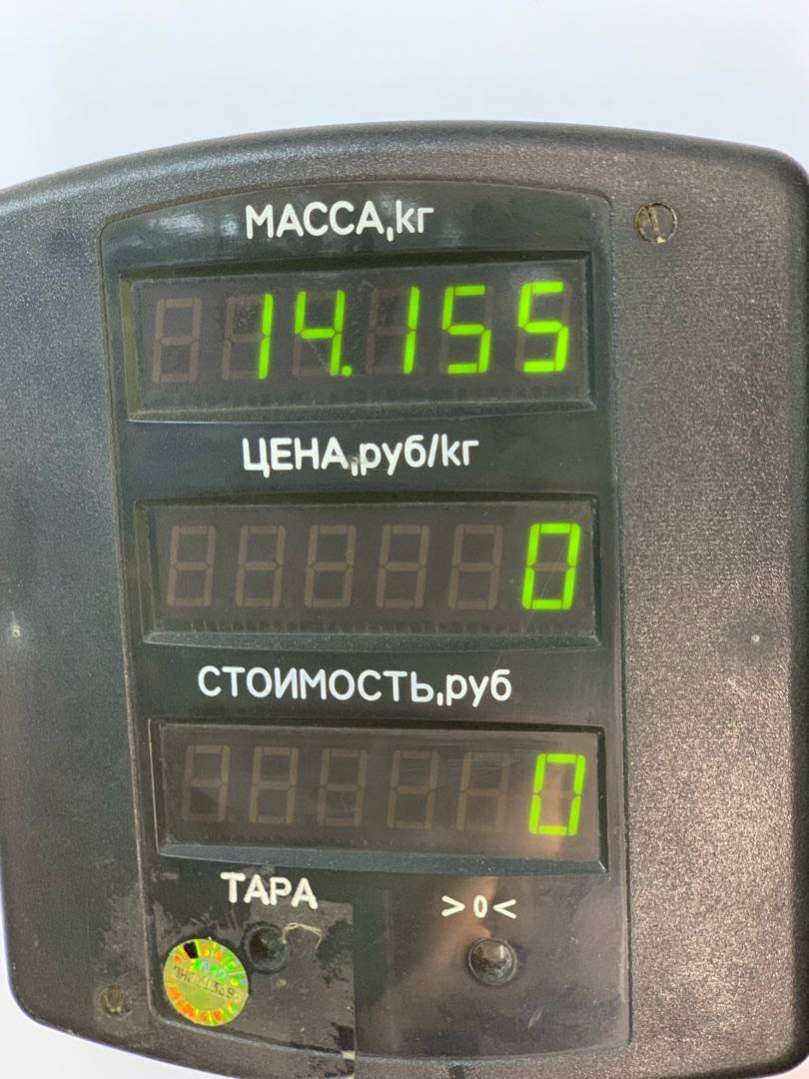 МАССА,кг
14.155
ЦЕНА,руб/кг
0
СТОИМОСТЬ,руб
0
ТАРА >0<